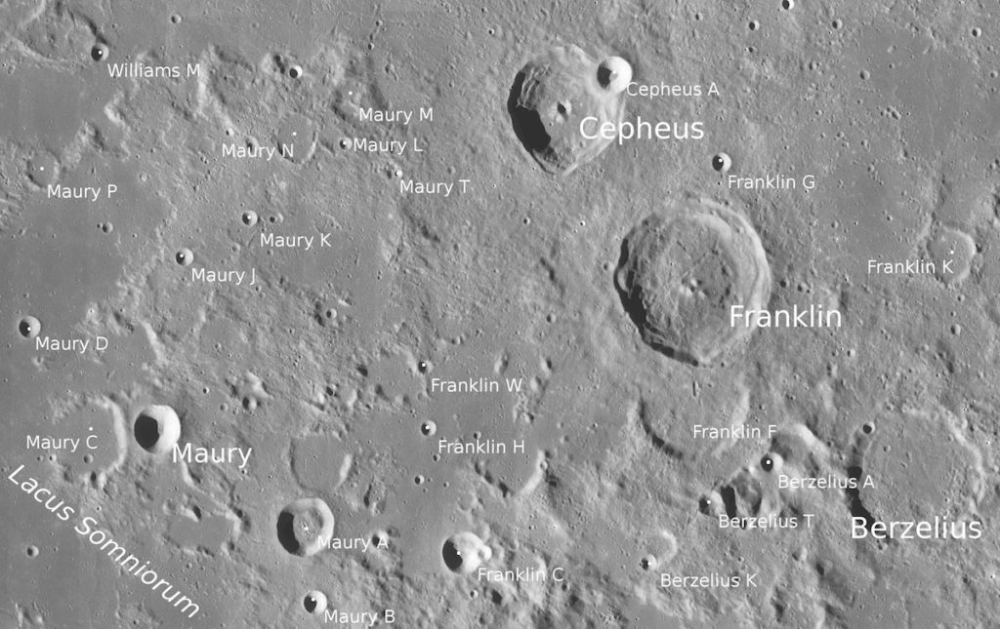 Williams M
Cepheus A
Maury M
Cepheus
Maury L
Maury N
Franklin G
Maury T
Maury P
Maury K
Franklin K
Maury J
Franklin
Maury D
Franklin W
Franklin F
Maury C
Franklin H
Maury
Berzelius A
Lacus Somniorum
Berzelius T
Berzelius
Maury A
Franklin C
Berzelius K
Maury B